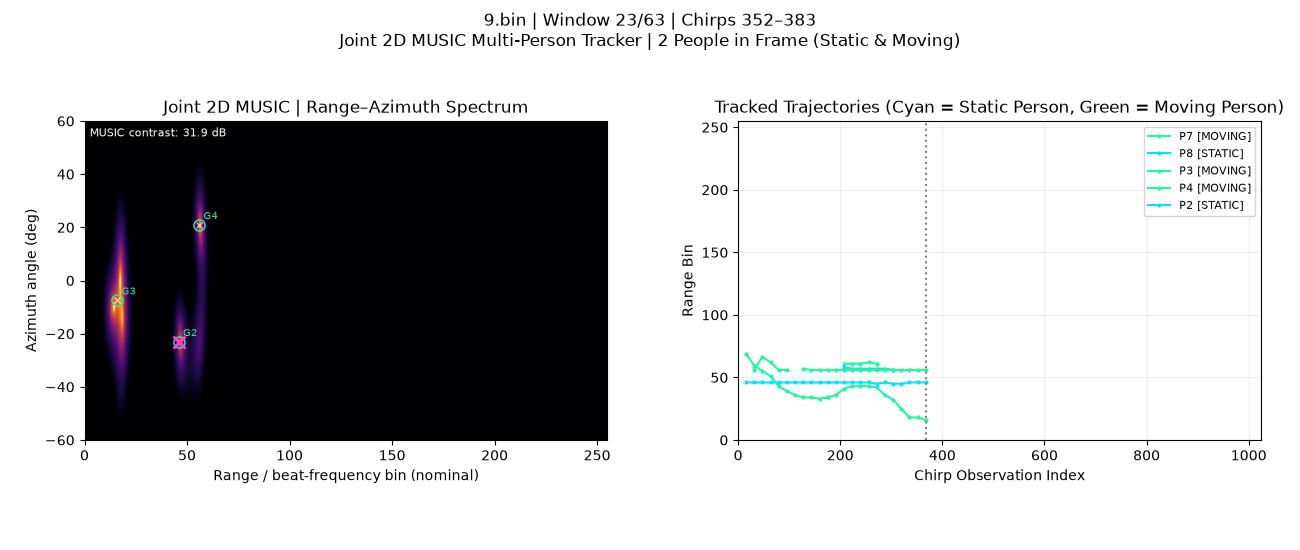 9.bin | Window 23/63 | Chirps 352–383
Joint 2D MUSIC Multi-Person Tracker | 2 People in Frame (Static & Moving)
Joint 2D MUSIC | Range–Azimuth Spectrum
MUSIC contrast: 31.9 dB
G4
G3
G2
60
40
20
0
−20
−40
−60
Azimuth angle (deg)
0
50
100
150
200
250
Range / beat-frequency bin (nominal)
Tracked Trajectories (Cyan = Static Person, Green = Moving Person)
P7 [MOVING]
P8 [STATIC]
P3 [MOVING]
P4 [MOVING]
P2 [STATIC]
250
200
150
100
50
0
Range Bin
0
200
400
600
800
1000
Chirp Observation Index